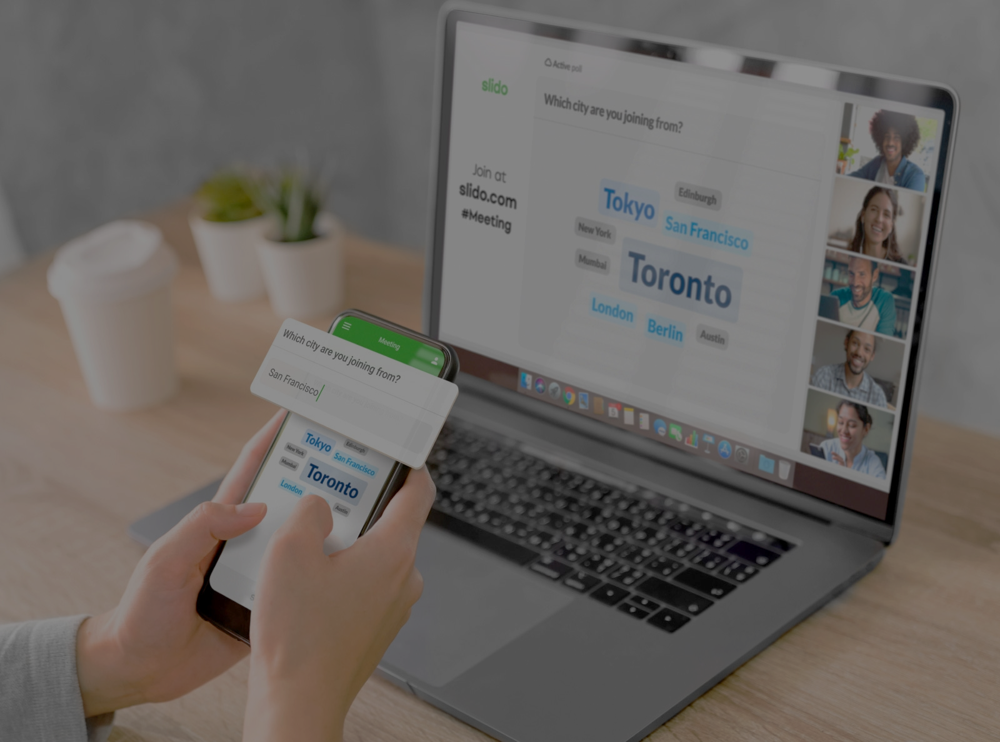 Active poll
slido
Which city are you joining from?
Join at
slido.com
#Meeting
Tokyo
Edinburgh
San Francisco
New York
Mumbai
Toronto
London
Berlin
Austin
Meeting
Which city are you joining from?
San Francisco
Tokyo
Edinburgh
New York
San Francisco
Mumbai
Toronto
London
Austin